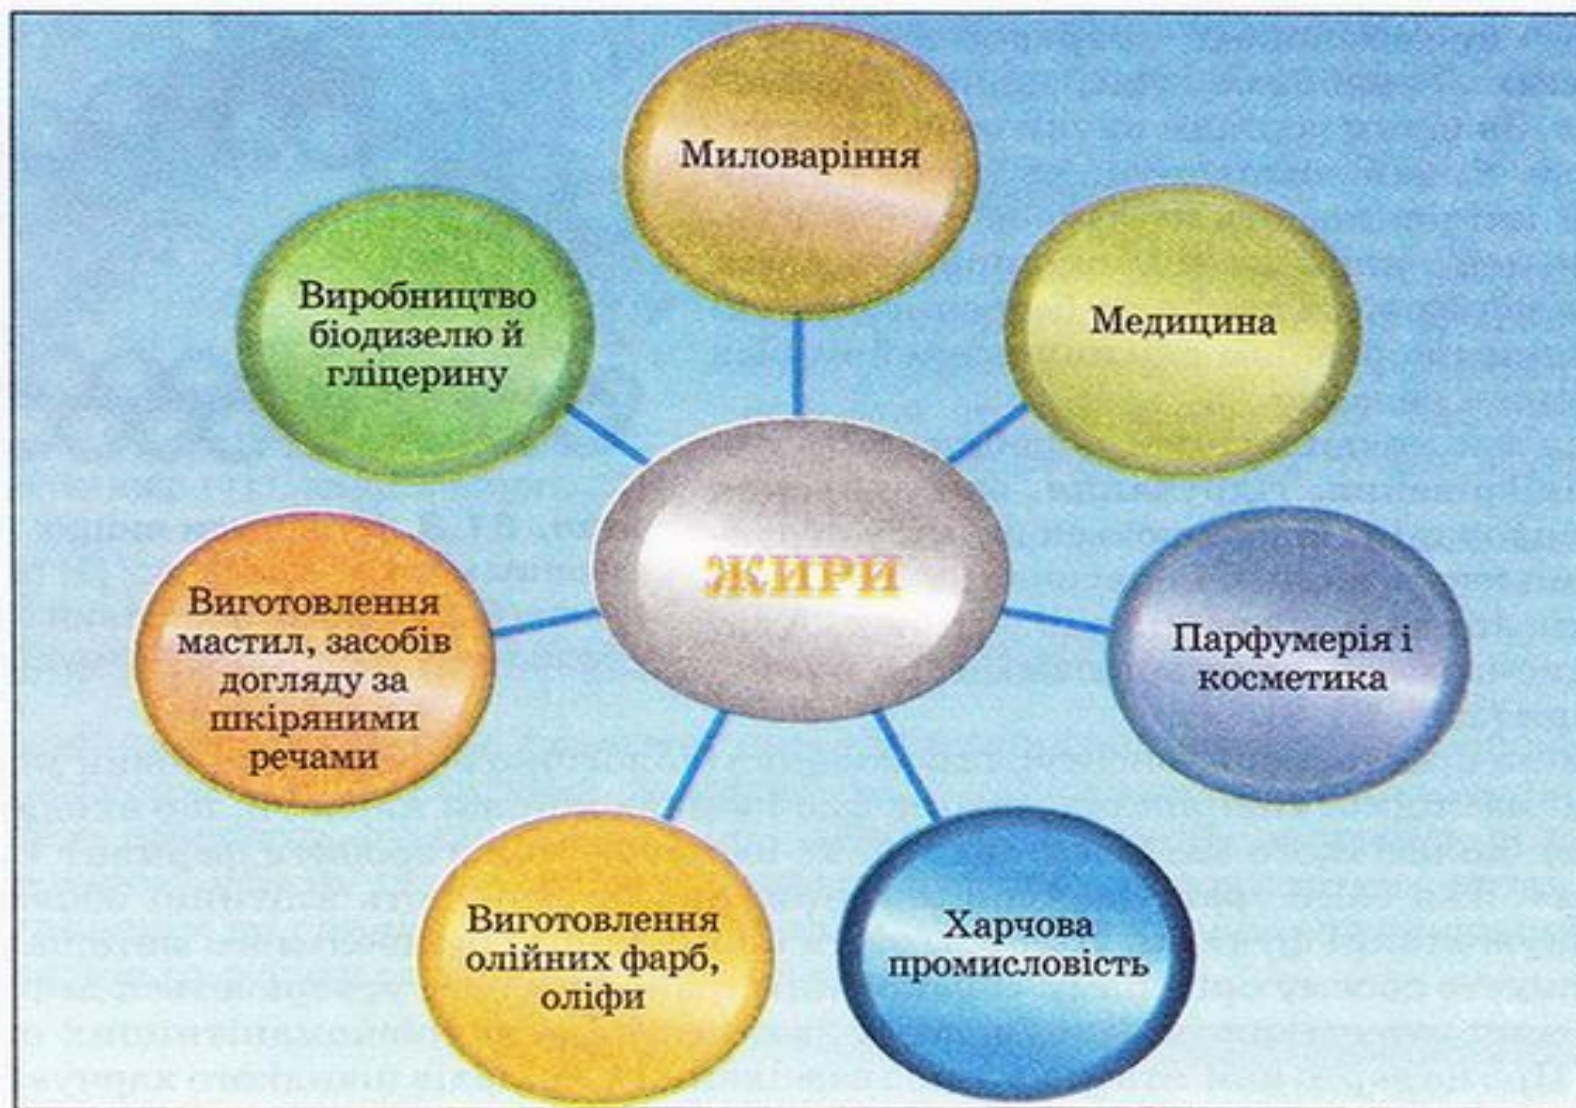 Миловаріння
Виробництво
біодизелю й
гліцерину
Медицина
ЖИРИ
Виготовлення
мастил, засобів
догляду за
шкіряними
речами
Парфумерія і
косметика
Виготовлення
олійних фарб,
оліфи
Харчова
промисловість